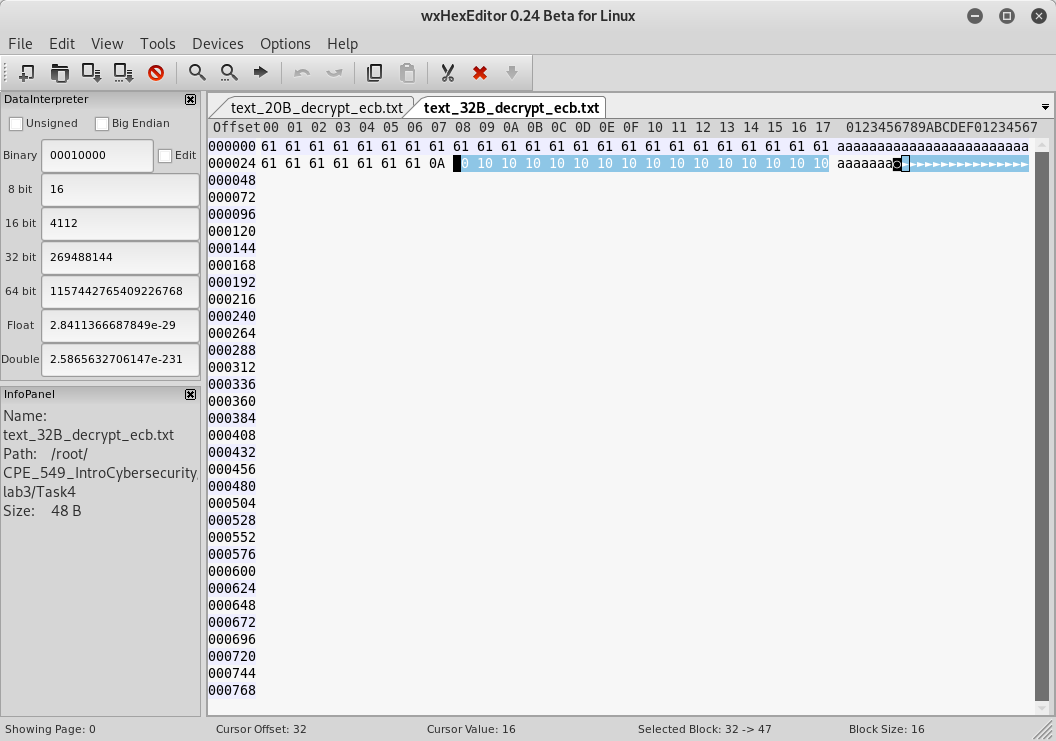 wxHexEditor 0.24 Beta for Linux
File Edit View Tools Devices Options Help
DataInterpreter
Unsigned Big Endian
Binary 00010000 Edit
8 bit 16
16 bit 4112
32 bit 269488144
64 bit 1157442765409226768
Float 2.8411366687849e-29
Double 2.5865632706147e-231
InfoPanel
Name:
text_32B_decrypt_ecb.txt
Path: /root/
CPE_549_IntroCybersecurity
lab3/Task4
Size: 48 B
text_20B_decrypt_ecb.txt text_32B_decrypt_ecb.txt
Offset 00 01 02 03 04 05 06 07 08 09 0A 0B 0C 0D 0E 0F 10 11 12 13 14 15 16 17 0123456789ABCDEF01234567
000000 61 61 61 61 61 61 61 61 61 61 61 61 61 61 61 61 61 61 61 61 61 61 61 61 aaaaaaaaaaaaaaaaaaaaaaaa
000024 61 61 61 61 61 61 61 0A 0 10 10 10 10 10 10 10 10 10 10 10 10 10 10 10 aaaaaaa◙►►►►►►►►►►►►►►►►
000048
000072
000096
000120
000144
000168
000192
000216
000240
000264
000288
000312
000336
000360
000384
000408
000432
000456
000480
000504
000528
000552
000576
000600
000624
000648
000672
000696
000720
000744
000768
Showing Page: 0 Cursor Offset: 32 Cursor Value: 16 Selected Block: 32 -> 47 Block Size: 16